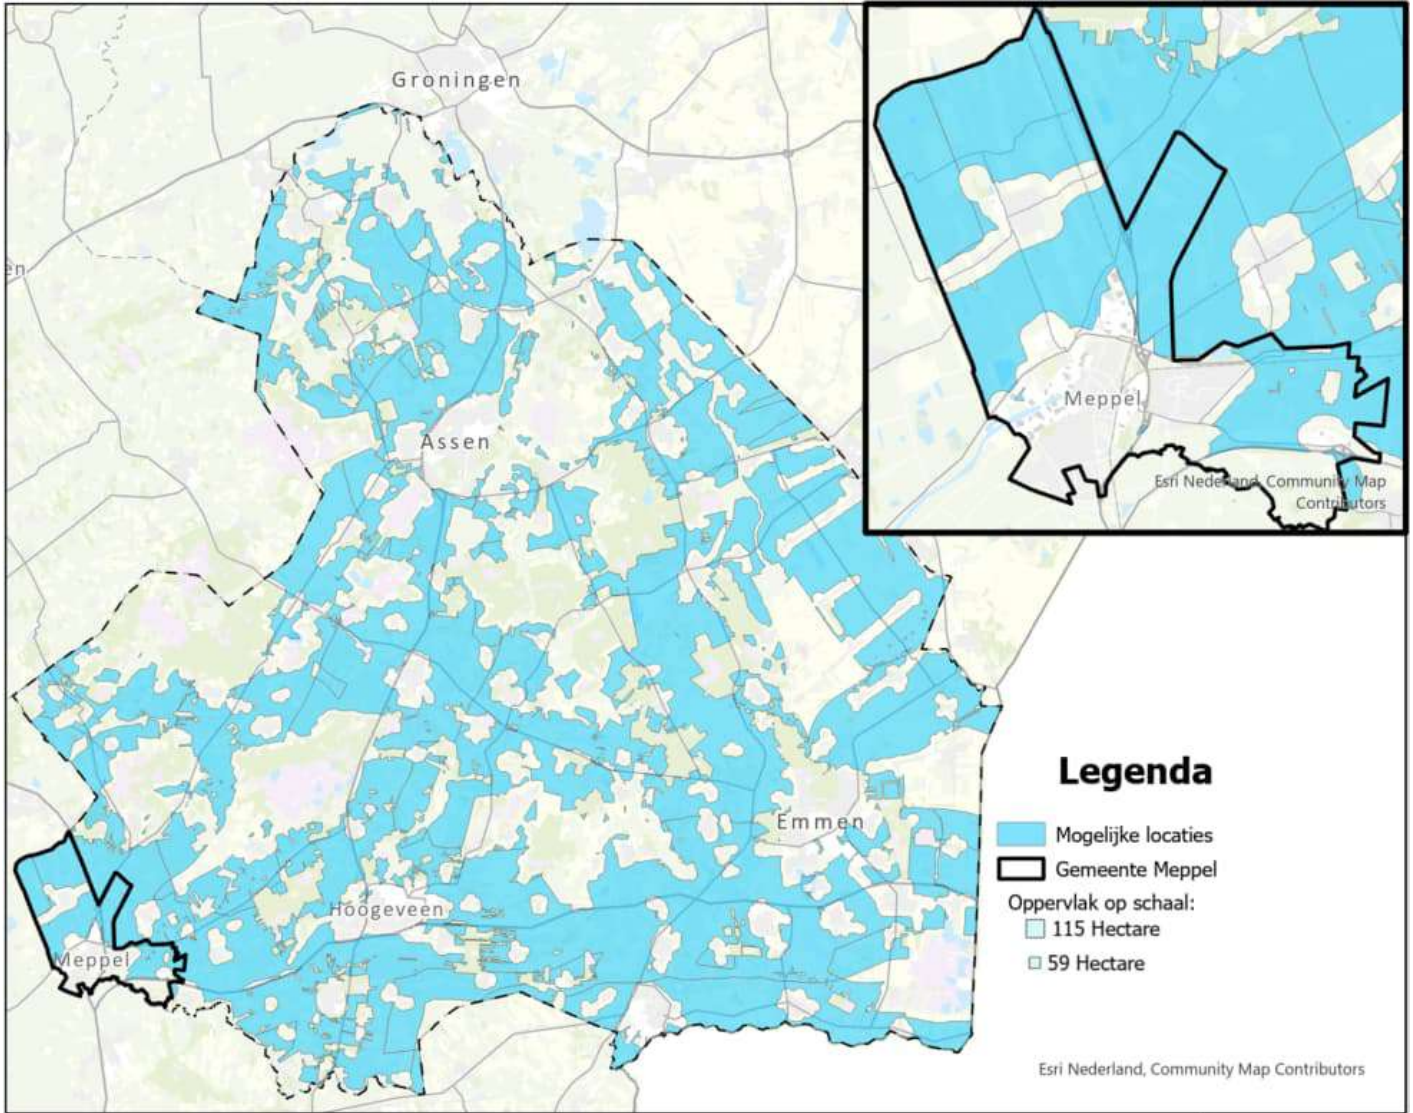 Groningen
en
Assen
Emmen
Hoogeveen
Meppel
Meppel
Esri Nederland, Community Map
Contributors
Legenda
Mogelijke locaties
Gemeente Meppel
Oppervlak op schaal:
115 Hectare
59 Hectare
Esri Nederland, Community Map Contributors